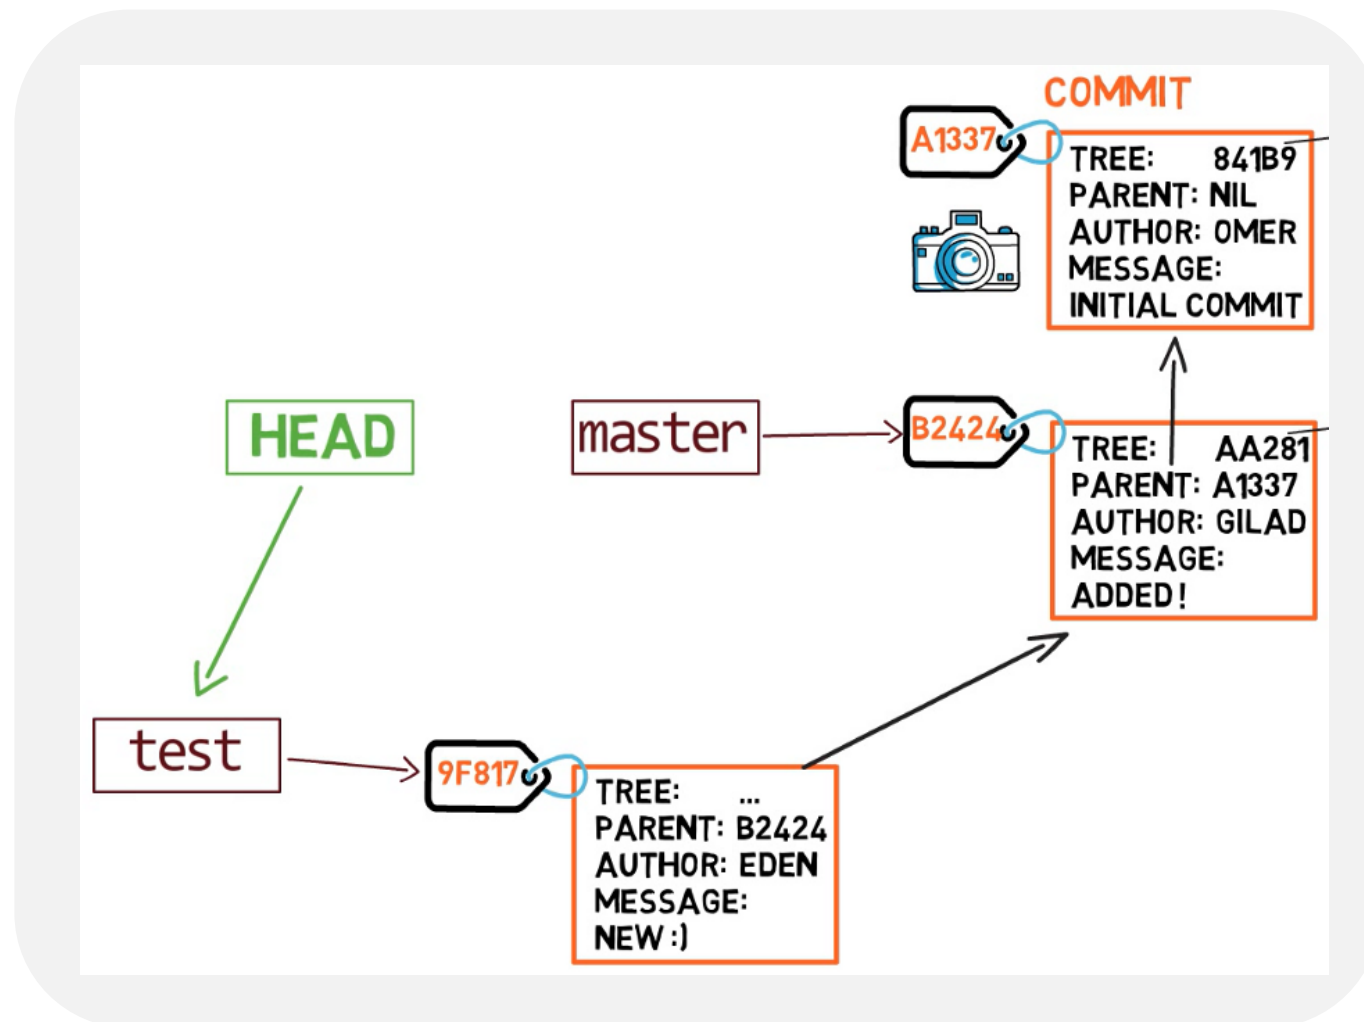 COMMIT
A1337
TREE: 841B9
PARENT: NIL
AUTHOR: OMER
MESSAGE:
INITIAL COMMIT
HEAD
master
B2424
TREE: AA281
PARENT: A1337
AUTHOR: GILAD
MESSAGE:
ADDED!
test
9F817
TREE: ...
PARENT: B2424
AUTHOR: EDEN
MESSAGE:
NEW :)